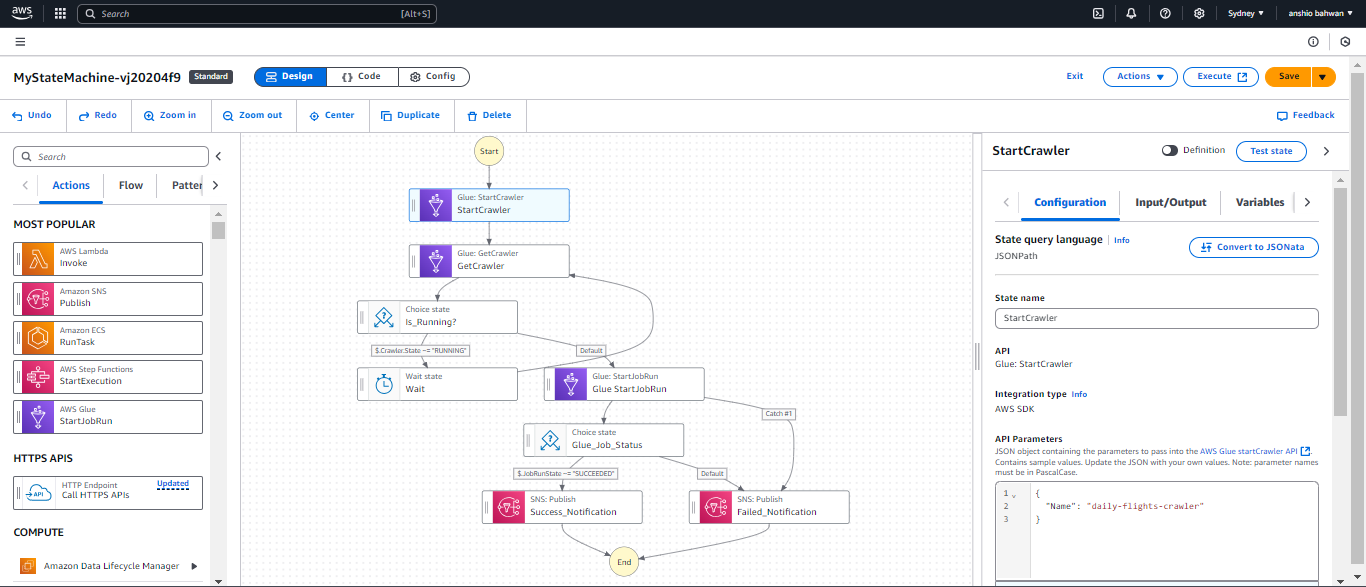 aws
Search
[Alt+S]
Sydney
anshio bahwan
MyStateMachine-vj20204f9
Standard
Design
{} Code
Config
Exit
Actions
Execute
Save
Undo
Redo
Zoom in
Zoom out
Center
Duplicate
Delete
Feedback
Search
Actions
Flow
Patter
MOST POPULAR
AWS Lambda
Invoke
Amazon SNS
Publish
Amazon ECS
RunTask
AWS Step Functions
StartExecution
AWS Glue
StartJobRun
HTTPS APIS
API
HTTP Endpoint
Call HTTPS APIs
Updated
COMPUTE
Amazon Data Lifecycle Manager
Start
Glue: StartCrawler
StartCrawler
Glue: GetCrawler
GetCrawler
Choice state
Is_Running?
$.Crawler.State == "RUNNING"
Default
Wait state
Wait
Glue: StartJobRun
Glue StartJobRun
Catch #1
Choice state
Glue_Job_Status
$.JobRunState == "SUCCEEDED"
Default
SNS: Publish
Success_Notification
SNS: Publish
Failed_Notification
End
StartCrawler
Definition
Test state
Configuration
Input/Output
Variables
State query language
Info
JSONPath
Convert to JSONata
State name
StartCrawler
API
Glue: StartCrawler
Integration type Info
AWS SDK
API Parameters
JSON object containing the parameters to pass into the AWS Glue startCrawler API
Contains sample values. Update the JSON with your own values. Note: parameter names
must be in PascalCase.
1 {
2 "Name": "daily-flights-crawler"
3 }